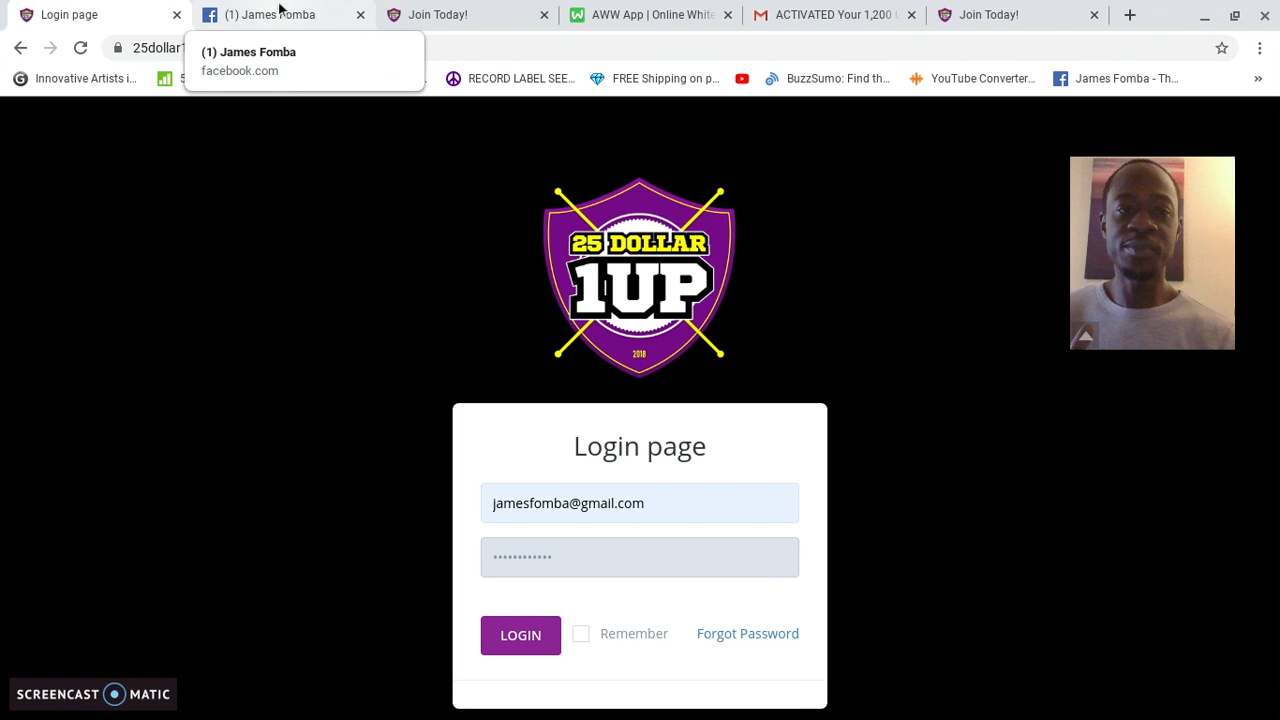 Login page
(1) James Fomba
Join Today!
AWW App | Online White
ACTIVATED Your 1,200
Join Today!
25dollar1
(1) James Fomba
facebook.com
Innovative Artists i...
RECORD LABEL SEE...
FREE Shipping on p...
BuzzSumo: Find th...
YouTube Converter...
James Fomba - Th...
»
25 DOLLAR
1UP
2018
Login page
jamesfomba@gmail.com
••••••••••••
LOGIN
Remember
Forgot Password
SCREENCAST MATIC